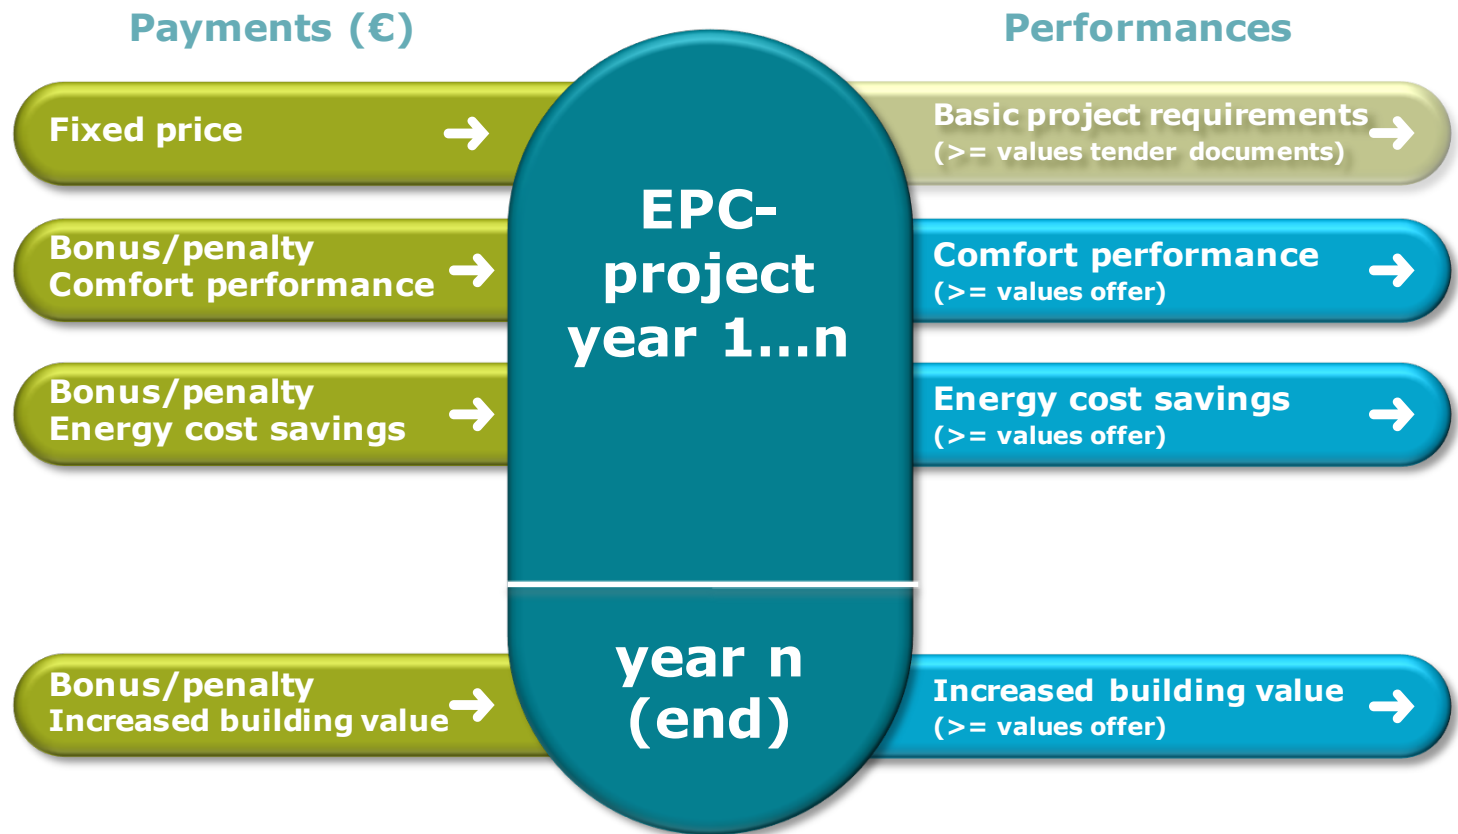 Payments (€)
Performances
Fixed price
Basic project requirements
(>= values tender documents)
EPC-
project
year 1...n
Bonus/penalty
Comfort performance
Comfort performance
(>= values offer)
Bonus/penalty
Energy cost savings
Energy cost savings
(>= values offer)
year n
(end)
Bonus/penalty
Increased building value
Increased building value
(>= values offer)